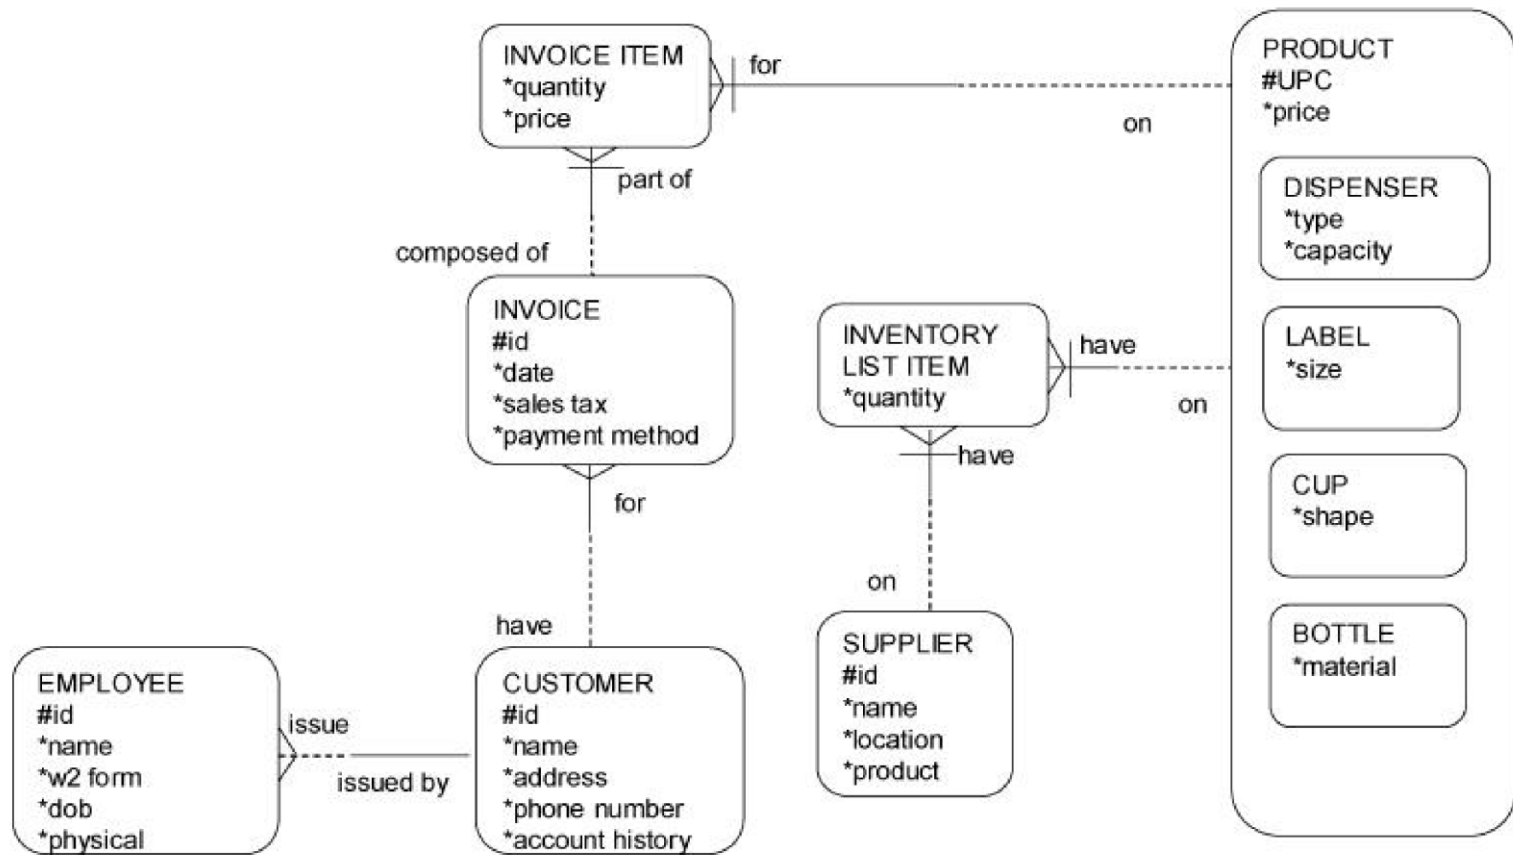 INVOICE ITEM
*quantity
*price
for
on
part of
composed of
PRODUCT
#UPC
*price
DISPENSER
*type
*capacity
LABEL
*size
CUP
*shape
BOTTLE
*material
INVOICE
#id
*date
*sales tax
*payment method
for
have
INVENTORY
LIST ITEM
*quantity
have
on
have
on
SUPPLIER
#id
*name
*location
*product
EMPLOYEE
#id
*name
*w2 form
*dob
*physical
issue
issued by
CUSTOMER
#id
*name
*address
*phone number
*account history